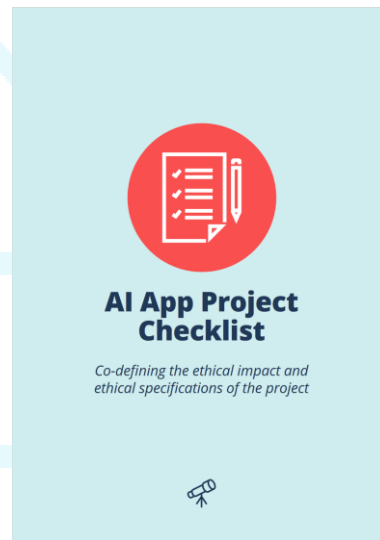 AI App Project
Checklist
Co-defining the ethical impact and
ethical specifications of the project